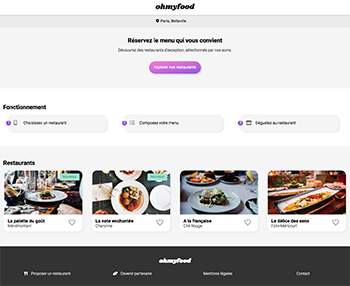 ohmyfood
Paris, Belleville
Réservez le menu qui vous convient
Découvrez des restaurants d'exception, sélectionnés par nos soins.
Explorer nos restaurants
Fonctionnement
1 Choisissez un restaurant
2 Composez votre menu
3 Dégustez au restaurant
Restaurants
Nouveau
Nouveau
La palette du goût
Ménilmontant
La note enchantée
Charonne
A la française
Cité Rouge
Le délice des sens
Folie-Méricourt
ohmyfood
Proposer un restaurant
Devenir partenaire
Mentions légales
Contact